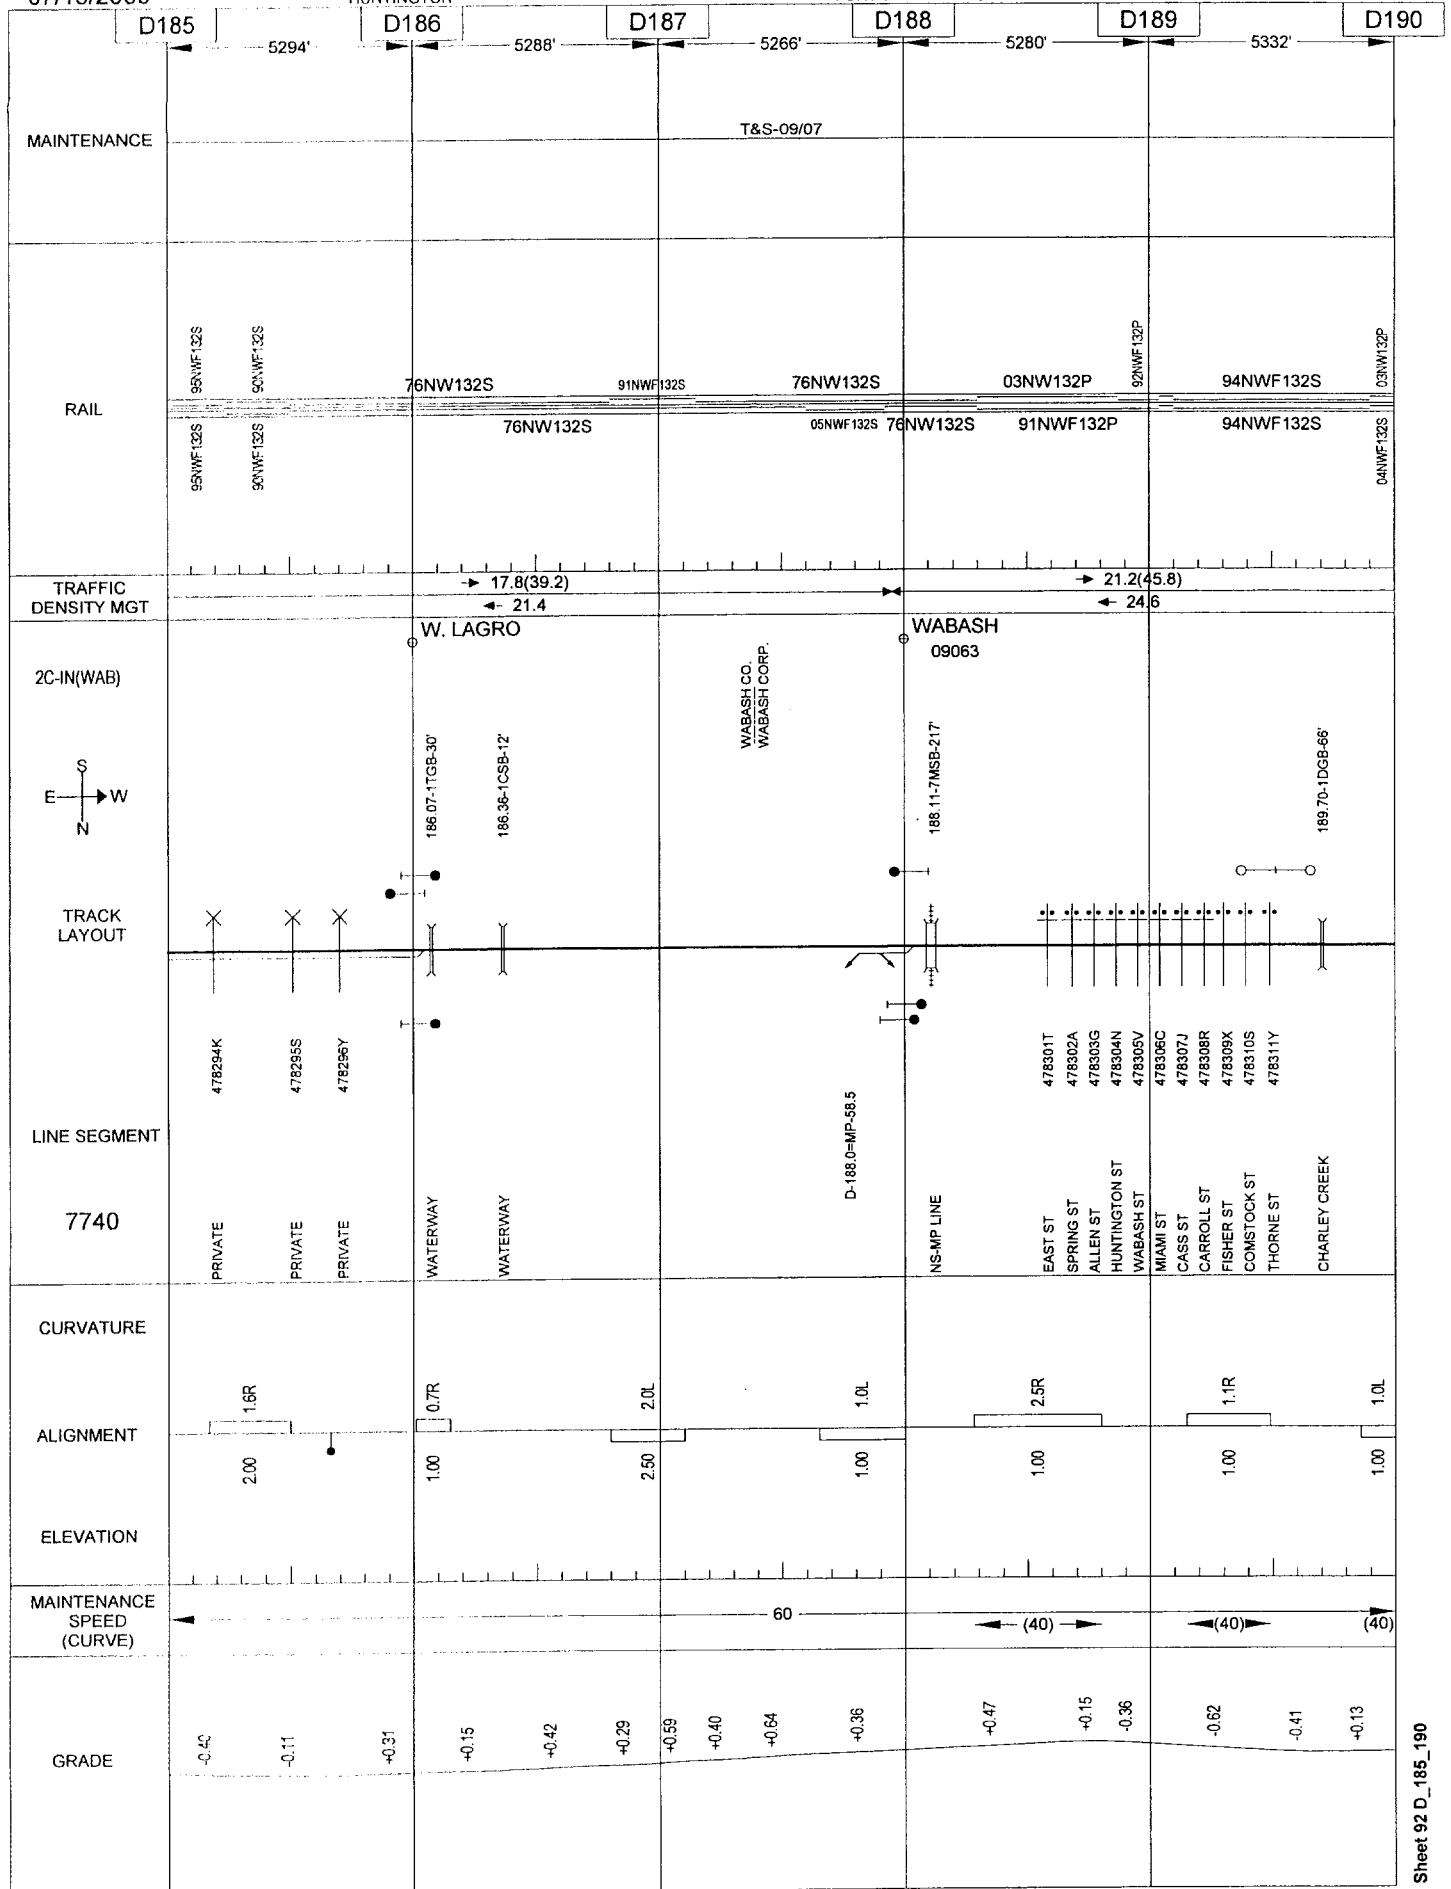 D185
D186
D187
D188
D189
D190
5294'
5288'
5266'
5280'
5332'
MAINTENANCE
T&S-09/07
95NWF132S
90NWF132S
92NWF132P
03NW132P
76NW132S
91NWF132S
76NW132S
03NW132P
94NWF132S
RAIL
76NW132S
05NWF132S
76NW132S
91NWF132P
94NWF132S
95NWF132S
90NWF132S
04NWF132S
TRAFFIC
DENSITY MGT
17.8(39.2)
21.2(45.8)
21.4
24.6
W. LAGRO
WABASH
09063
2C-IN(WAB)
WABASH CO.
WABASH CORP.
S
E
W
N
186.07-1TGB-30'
186.36-1CSB-12'
188.11-7MSB-217'
189.70-1DGB-66'
TRACK
LAYOUT
478294K
478295S
478296Y
478301T
478302A
478303G
478304N
478305V
478306C
478307J
478308R
478309X
478310S
478311Y
LINE SEGMENT
D-188.0=MP-58.5
7740
PRIVATE
PRIVATE
PRIVATE
WATERWAY
WATERWAY
NS-MP LINE
EAST ST
SPRING ST
ALLEN ST
HUNTINGTON ST
WABASH ST
MIAMI ST
CASS ST
CARROLL ST
FISHER ST
COMSTOCK ST
THORNE ST
CHARLEY CREEK
CURVATURE
1.6R
0.7R
2.0L
1.0L
2.5R
1.1R
1.0L
ALIGNMENT
2.00
1.00
2.50
1.00
1.00
1.00
1.00
ELEVATION
MAINTENANCE
SPEED
(CURVE)
60
(40)
(40)
(40)
GRADE
-0.40
-0.11
+0.31
+0.15
+0.42
+0.29
+0.59
+0.40
+0.64
+0.36
+0.47
+0.15
-0.36
-0.62
-0.41
+0.13
Sheet 92 D_185_190